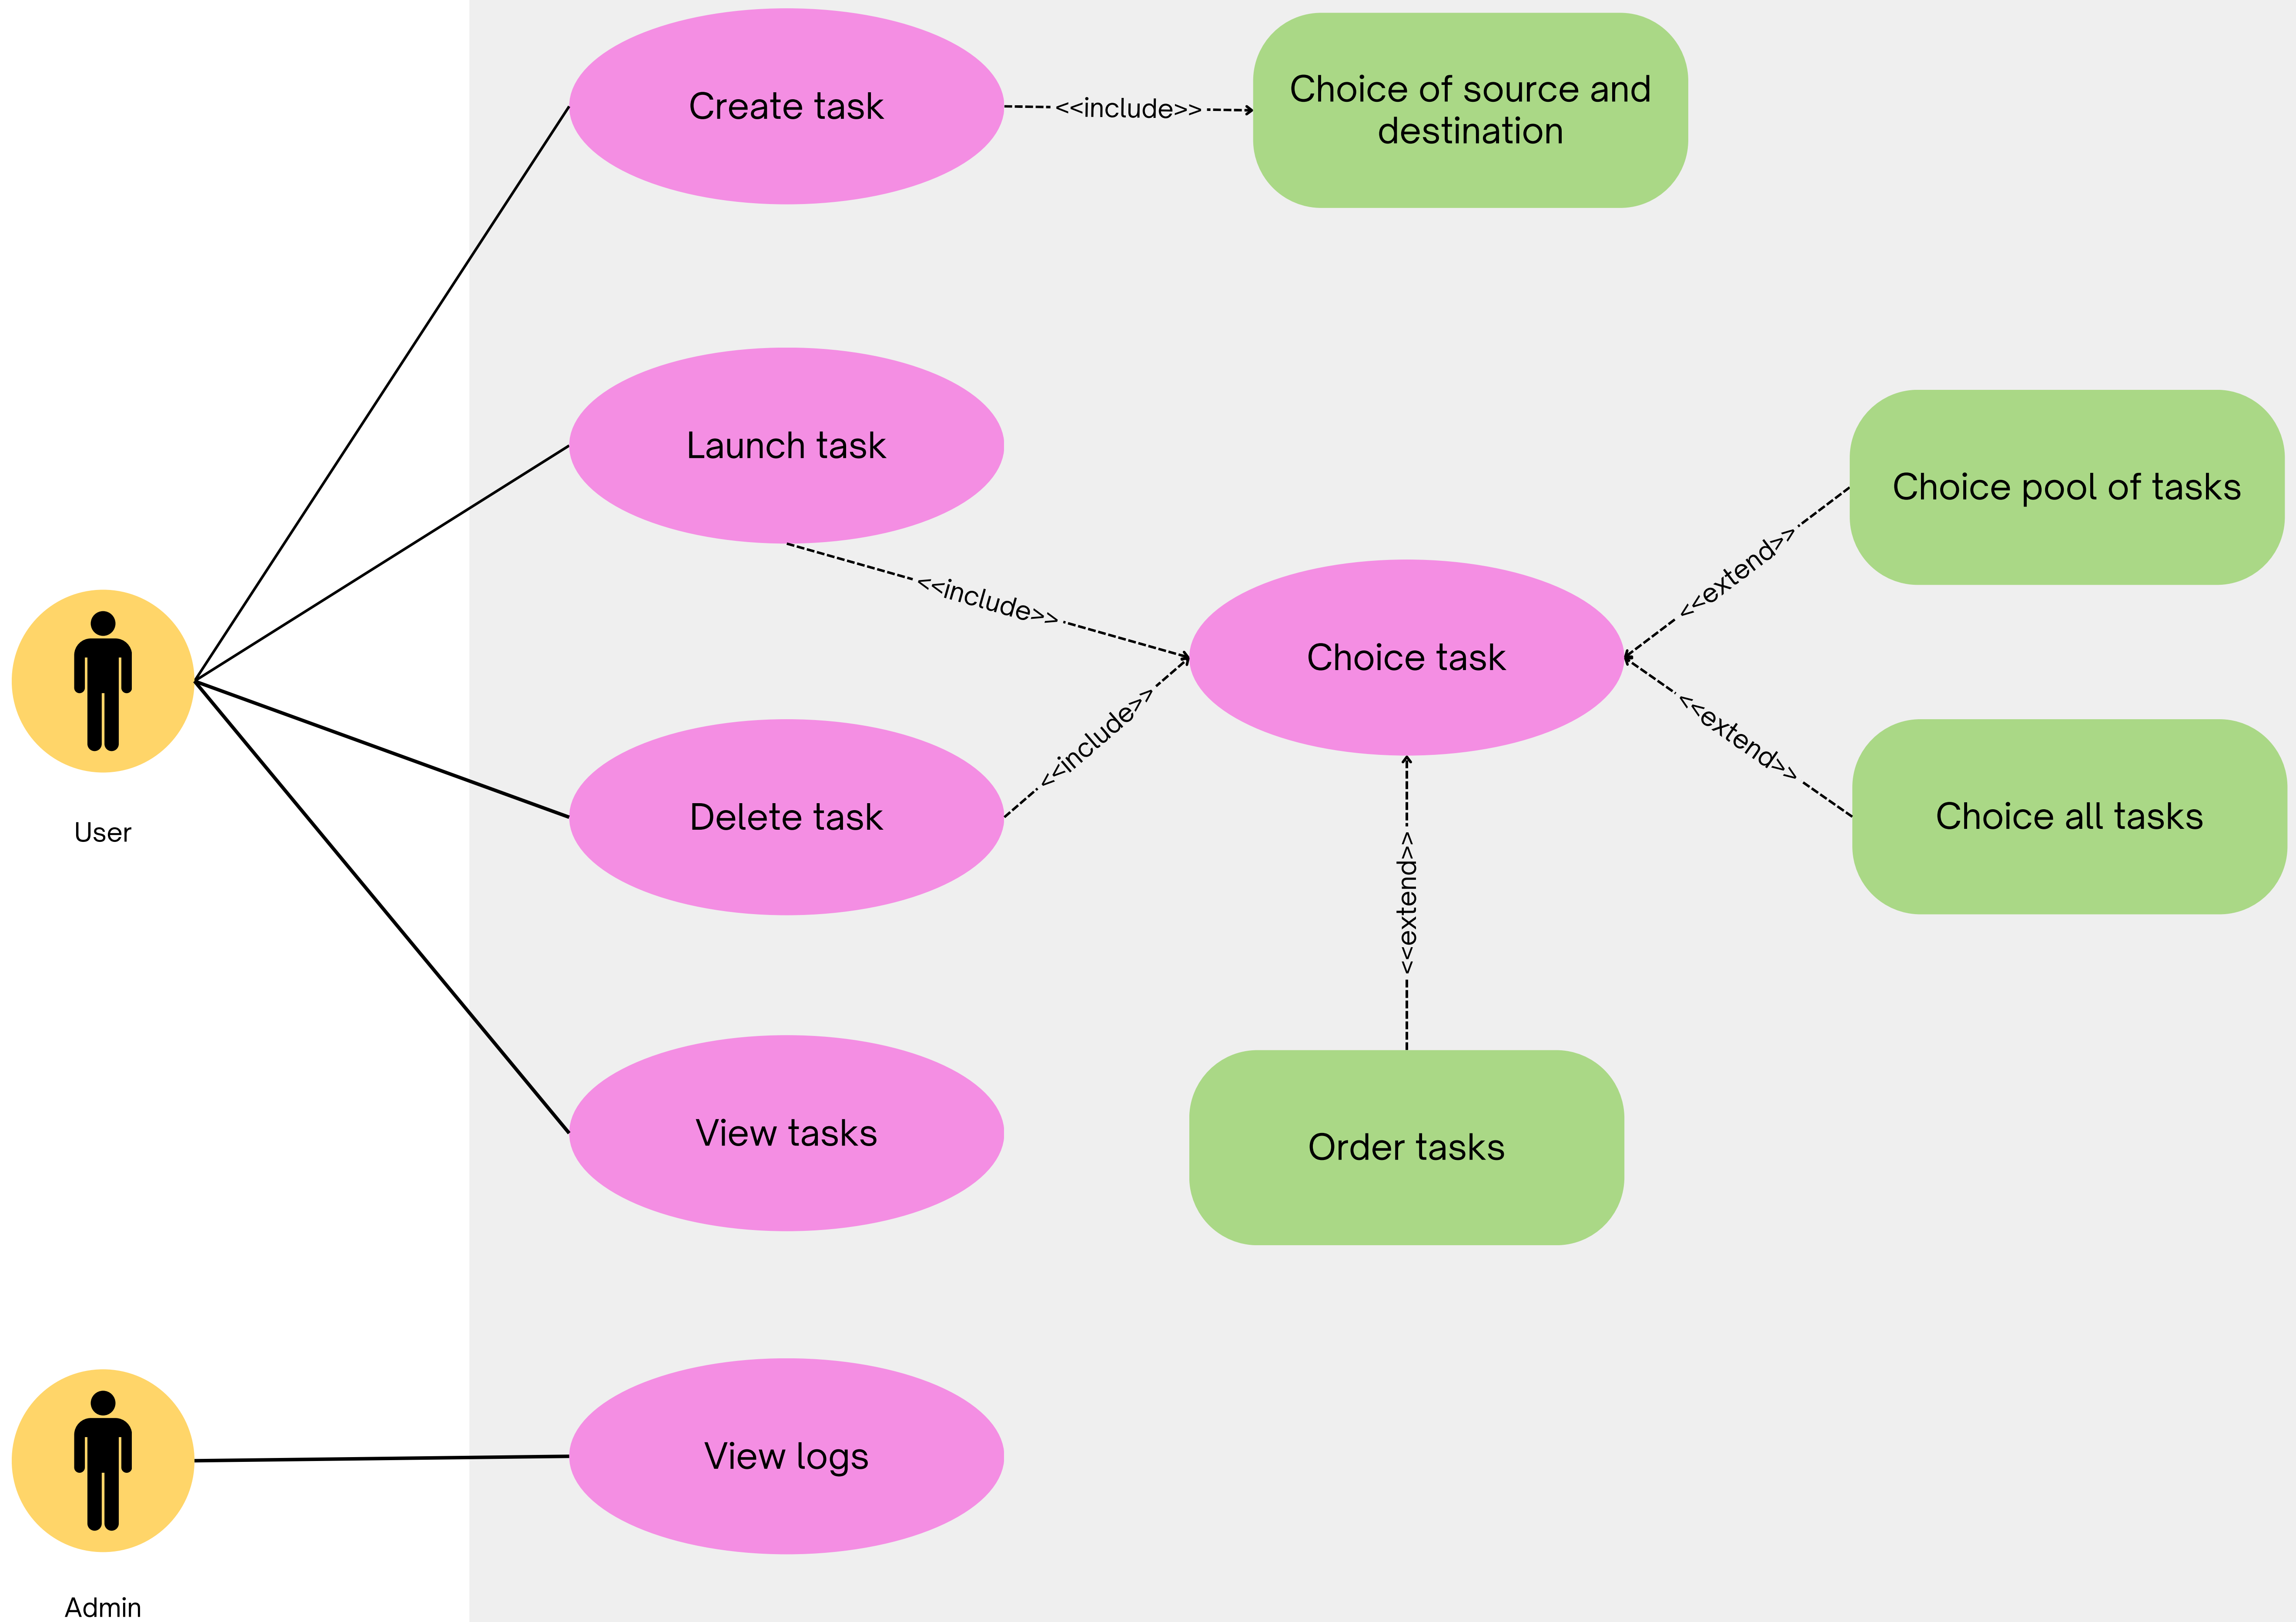 Create task
<<include>>
Choice of source and
destination
Launch task
<<include>>
Choice pool of tasks
<<extend>>
Choice task
<<include>>
<<extend>>
Delete task
Choice all tasks
User
<<extend>>
View tasks
Order tasks
View logs
Admin